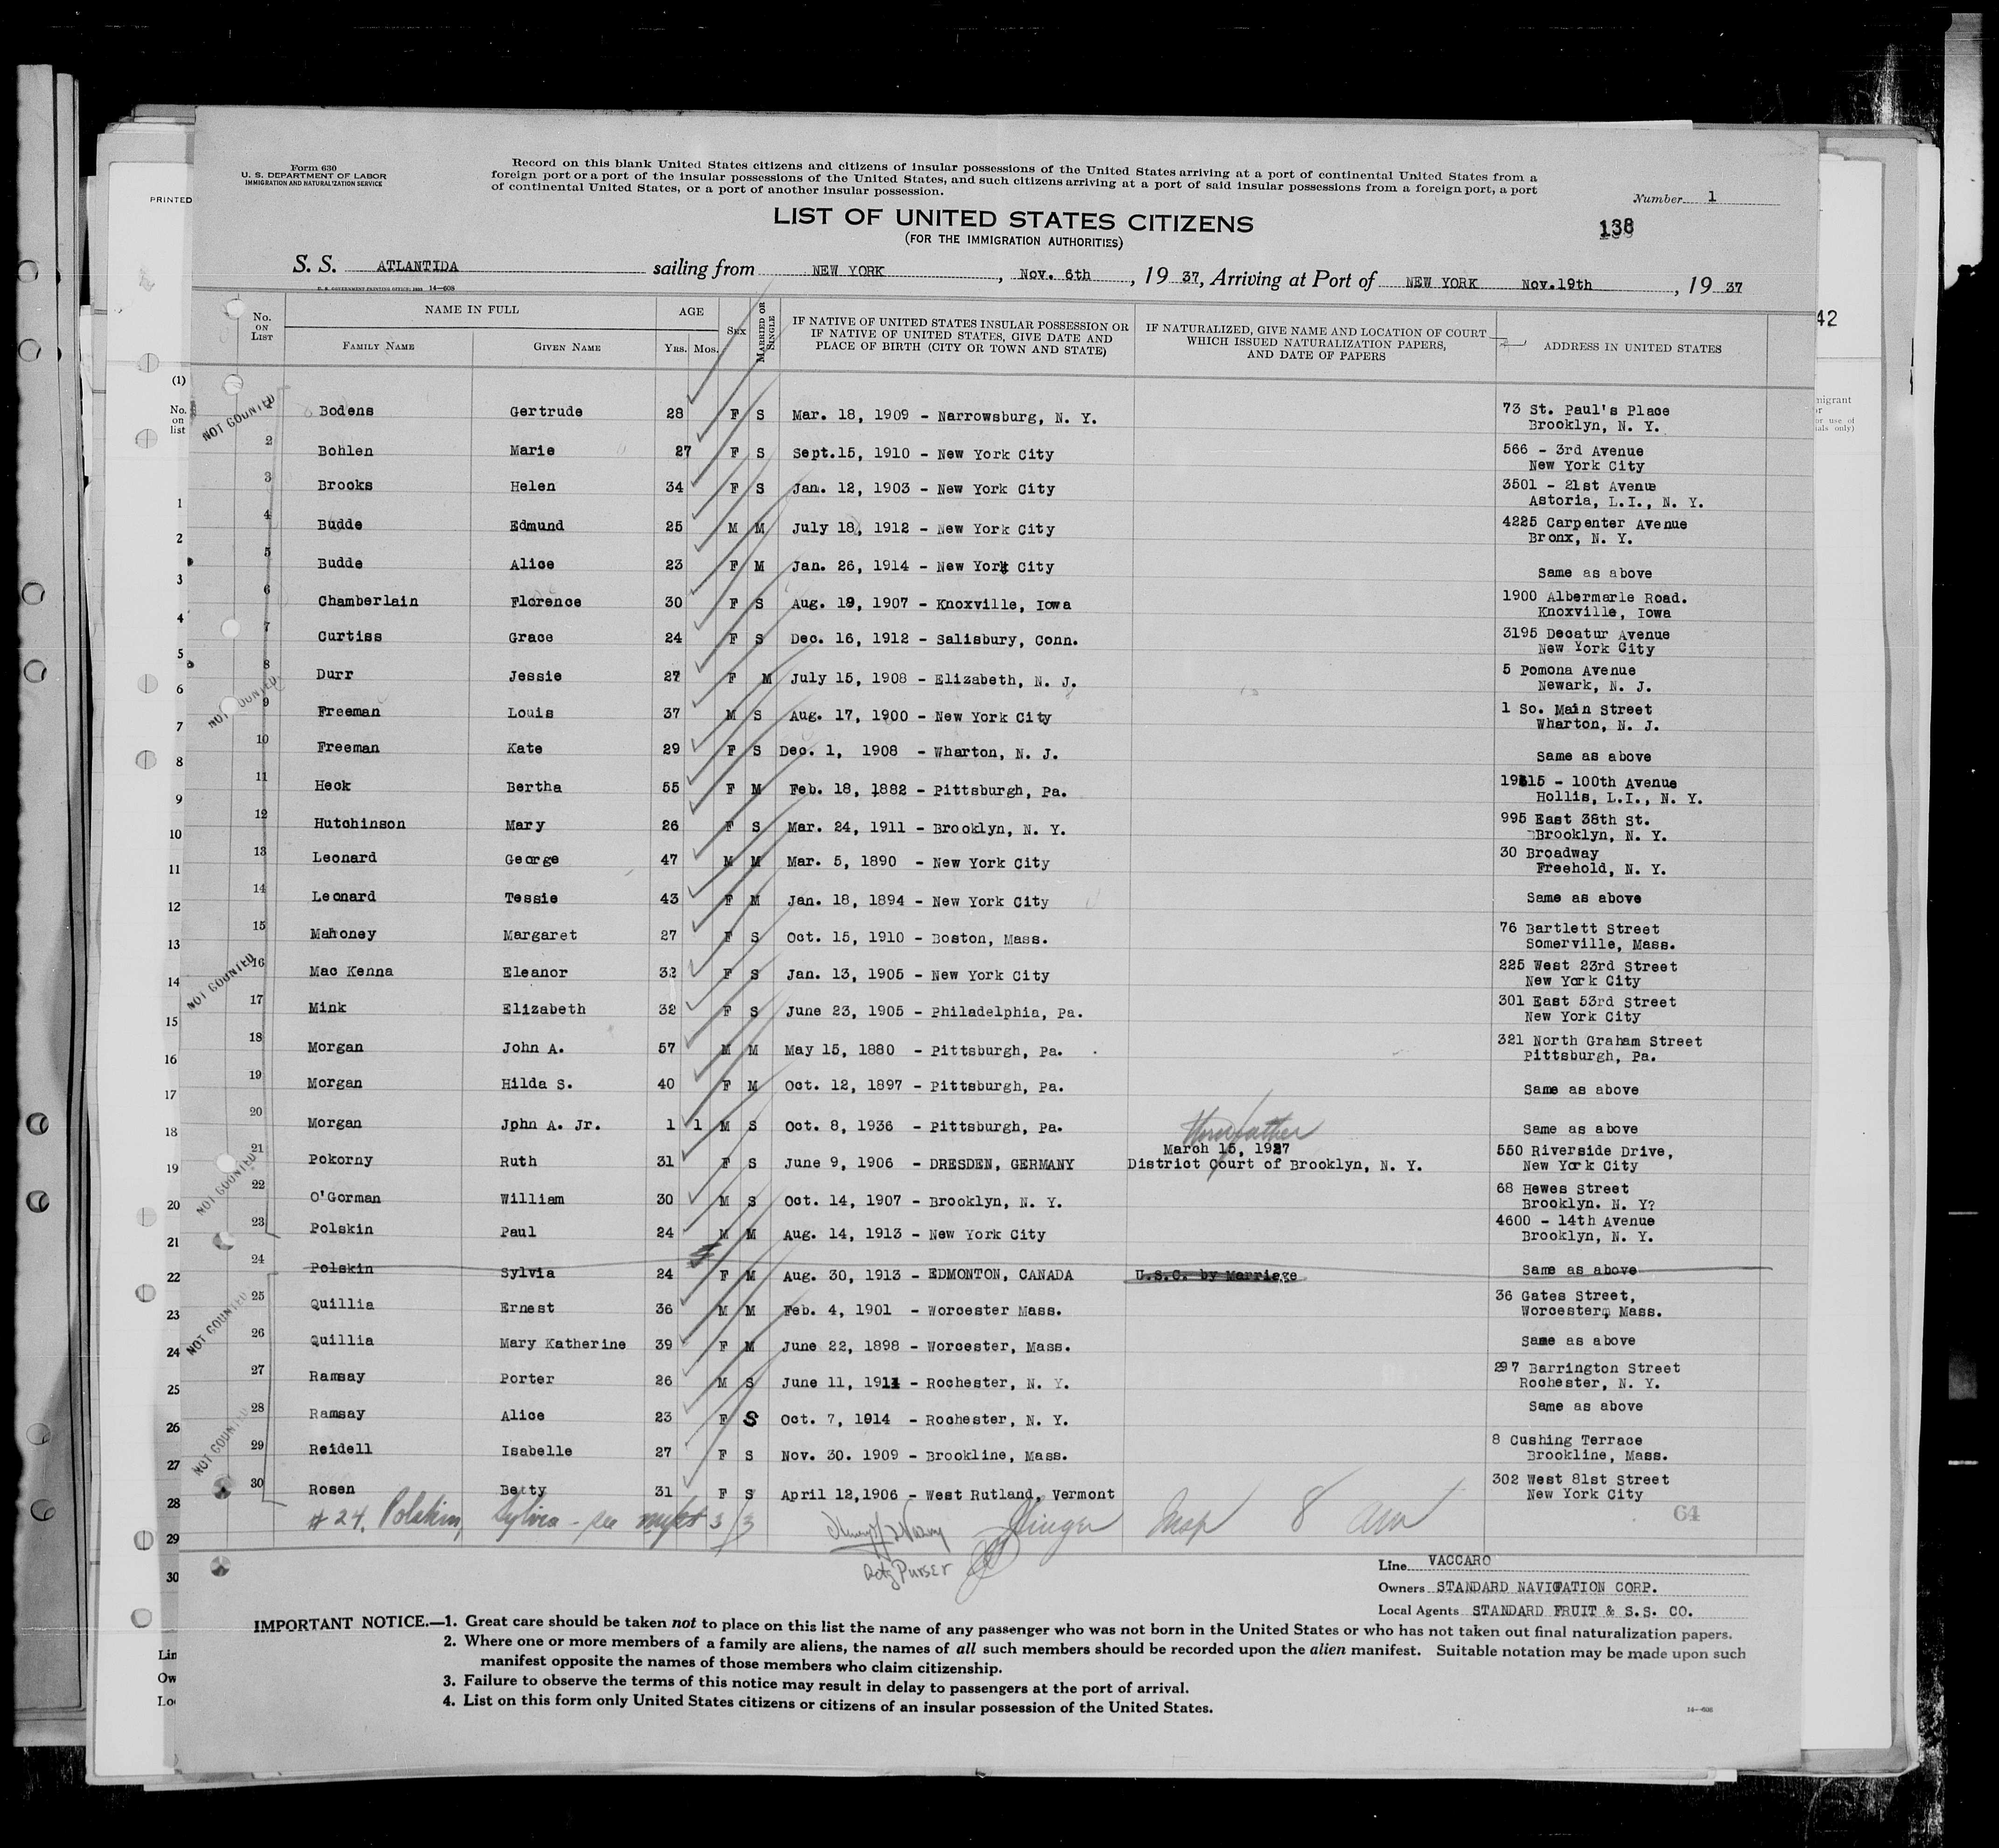 Form 630
U. S. DEPARTMENT OF LABOR
IMMIGRATION AND NATURALIZATION SERVICE
Record on this blank United States citizens and citizens of insular possessions of the United States arriving at a port of continental United States from a
foreign port or a port of the insular possessions of the United States, and such citizens arriving at a port of said insular possessions from a foreign port, a port
of continental United States, or a port of another insular possession.
PRINTED
Number 1
LIST OF UNITED STATES CITIZENS
(FOR THE IMMIGRATION AUTHORITIES)
138
S. S. ATLANTIDA sailing from NEW YORK, Nov. 6th, 19 37, Arriving at Port of NEW YORK Nov.19th, 19 37
U. S. GOVERNMENT PRINTING OFFICE: 14—608
No. ON LIST
NAME IN FULL
FAMILY NAME
GIVEN NAME
AGE
YRS. MOS.
SEX
MARRIED OR SINGLE
IF NATIVE OF UNITED STATES INSULAR POSSESSION OR
IF NATIVE OF UNITED STATES, GIVE DATE AND
PLACE OF BIRTH (CITY OR TOWN AND STATE)
IF NATURALIZED, GIVE NAME AND LOCATION OF COURT
WHICH ISSUED NATURALIZATION PAPERS,
AND DATE OF PAPERS
ADDRESS IN UNITED STATES
42
(1)
No. on list
NOT COUNTED
Bodens Gertrude 28 F S Mar. 18, 1909 - Narrowsburg, N. Y. 73 St. Paul's Place
Brooklyn, N. Y.
2 Bohlen Marie 27 F S Sept.15, 1910 - New York City 566 - 3rd Avenue
New York City
3 Brooks Helen 34 F S Jan. 12, 1903 - New York City 3501 - 21st Avenue
Astoria, L.I., N. Y.
4 Budde Edmund 25 M M July 18, 1912 - New York City 4225 Carpenter Avenue
Bronx, N. Y.
5 Budde Alice 23 F M Jan. 26, 1914 - New York City Same as above
6 Chamberlain Florence 30 F S Aug. 19, 1907 - Knoxville, Iowa 1900 Albermarle Road.
Knoxville, Iowa
7 Curtiss Grace 24 F S Dec. 16, 1912 - Salisbury, Conn. 3195 Decatur Avenue
New York City
8 Durr Jessie 27 F M July 15, 1908 - Elizabeth, N. J. 5 Pomona Avenue
Newark, N. J.
NOT COUNTED
9 Freeman Louis 37 M S Aug. 17, 1900 - New York City 1 So. Main Street
Wharton, N. J.
10 Freeman Kate 29 F S Dec. 1, 1908 - Wharton, N. J. Same as above
11 Heck Bertha 55 F M Feb. 18, 1882 - Pittsburgh, Pa. 19615 - 100th Avenue
Hollis, L.I., N. Y.
12 Hutchinson Mary 26 F S Mar. 24, 1911 - Brooklyn, N. Y. 995 East 38th St.
Brooklyn, N. Y.
13 Leonard George 47 M M Mar. 5, 1890 - New York City 30 Broadway
Freehold, N. Y.
14 Leonard Tessie 43 F M Jan. 18, 1894 - New York City Same as above
15 Mahoney Margaret 27 F S Oct. 15, 1910 - Boston, Mass. 76 Bartlett Street
Somerville, Mass.
NOT COUNTED
16 Mac Kenna Eleanor 32 F S Jan. 13, 1905 - New York City 225 West 23rd Street
New York City
17 Mink Elizabeth 32 F S June 23, 1905 - Philadelphia, Pa. 301 East 53rd Street
New York City
18 Morgan John A. 57 M M May 15, 1880 - Pittsburgh, Pa. 321 North Graham Street
Pittsburgh, Pa.
19 Morgan Hilda S. 40 F M Oct. 12, 1897 - Pittsburgh, Pa. Same as above
20 Morgan John A. Jr. 1 1 M S Oct. 8, 1936 - Pittsburgh, Pa. Same as above
father
March 15, 1927
21 Pokorny Ruth 31 F S June 9, 1906 - DRESDEN, GERMANY District Court of Brooklyn, N. Y. 550 Riverside Drive,
New York City
NOT COUNTED
22 O'Gorman William 30 M S Oct. 14, 1907 - Brooklyn, N. Y. 68 Hewes Street
Brooklyn. N. Y?
23 Polskin Paul 24 M M Aug. 14, 1913 - New York City 4600 - 14th Avenue
Brooklyn, N. Y.
24 Polskin Sylvia 24 F M Aug. 30, 1913 - EDMONTON, CANADA U.S.C. by Marriege Same as above
25 Quillia Ernest 36 M M Feb. 4, 1901 - Worcester Mass. 36 Gates Street,
Worcester, Mass.
NOT COUNTED
26 Quillia Mary Katherine 39 F M June 22, 1898 - Worcester, Mass. Same as above
27 Ramsay Porter 26 M S June 11, 1911 - Rochester, N. Y. 297 Barrington Street
Rochester, N. Y.
28 Ramsay Alice 23 F S Oct. 7, 1914 - Rochester, N. Y. Same as above
NOT COUNTED
29 Reidell Isabelle 27 F S Nov. 30. 1909 - Brookline, Mass. 8 Cushing Terrace
Brookline, Mass.
30 Rosen Betty 31 F S April 12,1906 - West Rutland, Vermont 302 West 81st Street
New York City
# 24. Polskin, Sylvia - see 3/3
Insp 8
64
Actg Purser
Line VACCARO
Owners STANDARD NAVIGATION CORP.
Local Agents STANDARD FRUIT & S.S. CO.
IMPORTANT NOTICE.—1. Great care should be taken not to place on this list the name of any passenger who was not born in the United States or who has not taken out final naturalization papers.
2. Where one or more members of a family are aliens, the names of all such members should be recorded upon the alien manifest. Suitable notation may be made upon such
manifest opposite the names of those members who claim citizenship.
3. Failure to observe the terms of this notice may result in delay to passengers at the port of arrival.
4. List on this form only United States citizens or citizens of an insular possession of the United States.
14—608